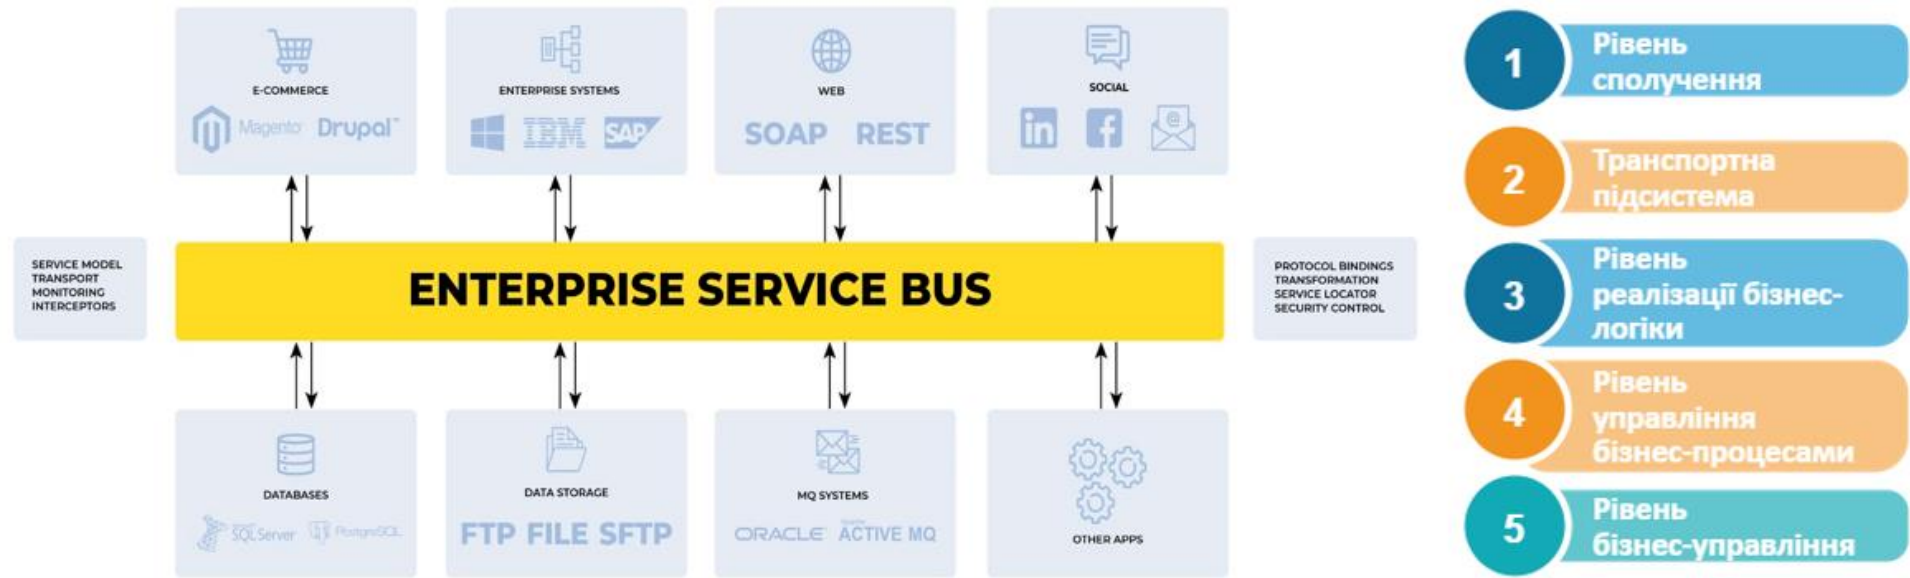 E-COMMERCE
Magento Drupal™
ENTERPRISE SYSTEMS
IBM SAP
WEB
SOAP REST
SOCIAL
in f @
SERVICE MODEL
TRANSPORT
MONITORING
INTERCEPTORS
ENTERPRISE SERVICE BUS
PROTOCOL BINDINGS
TRANSFORMATION
SERVICE LOCATOR
SECURITY CONTROL
DATABASES
SQL Server PostgreSQL
DATA STORAGE
FTP FILE SFTP
MQ SYSTEMS
ORACLE ACTIVE MQ
OTHER APPS
1
Рівень
сполучення
2
Транспортна
підсистема
3
Рівень
реалізації бізнес-
логіки
4
Рівень
управління
бізнес-процесами
5
Рівень
бізнес-управління